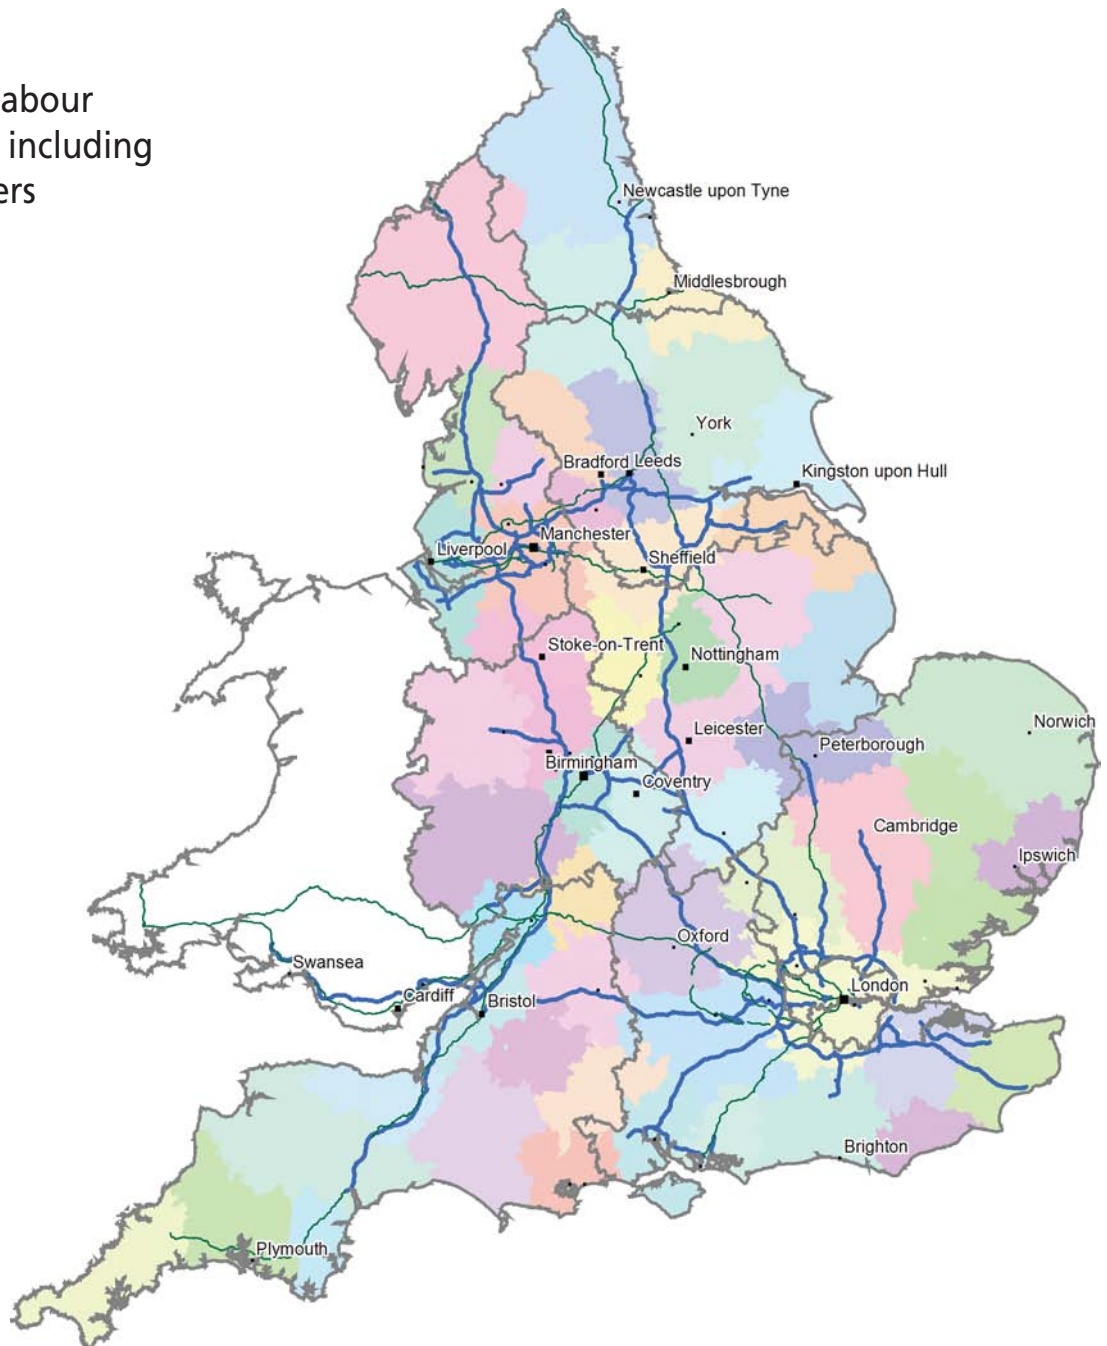 abour
including
ers
Newcastle upon Tyne
Middlesbrough
York
Bradford Leeds
Kingston upon Hull
Manchester
Liverpool
Sheffield
Stoke-on-Trent
Nottingham
Norwich
Leicester
Peterborough
Birmingham
Coventry
Cambridge
Ipswich
Oxford
Swansea
London
Cardiff
Bristol
Brighton
Plymouth